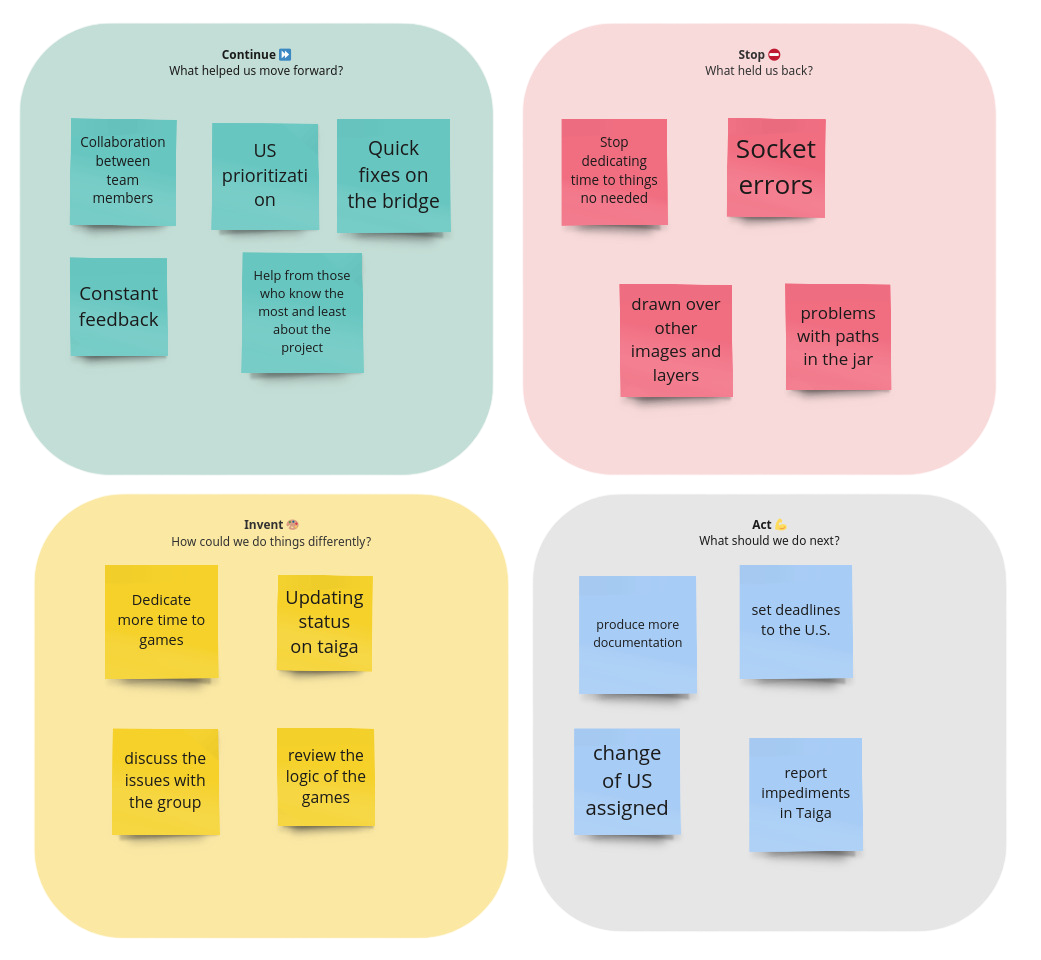 Continue ⏩
What helped us move forward?
Collaboration
between
team
members
US
prioritizati
on
Quick
fixes on
the bridge
Constant
feedback
Help from those
who know the
most and least
about the
project
Stop ⛔
What held us back?
Stop
dedicating
time to things
no needed
Socket
errors
drawn over
other
images and
layers
problems
with paths
in the jar
Invent 🎨
How could we do things differently?
Dedicate
more time to
games
Updating
status
on taiga
discuss the
issues with
the group
review the
logic of the
games
Act 💪
What should we do next?
produce more
documentation
set deadlines
to the U.S.
change
of US
assigned
report
impediments
in Taiga